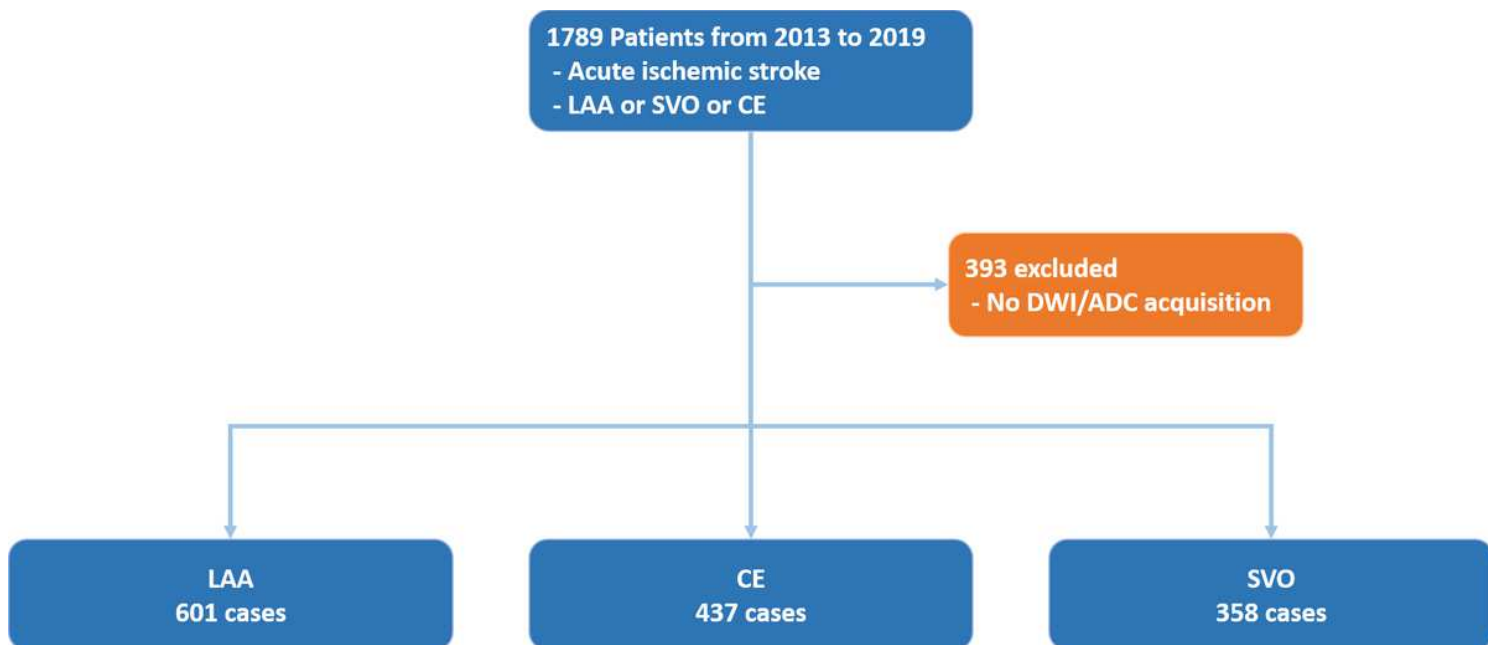 1789 Patients from 2013 to 2019
- Acute ischemic stroke
- LAA or SVO or CE
393 excluded
- No DWI/ADC acquisition
LAA
601 cases
CE
437 cases
SVO
358 cases